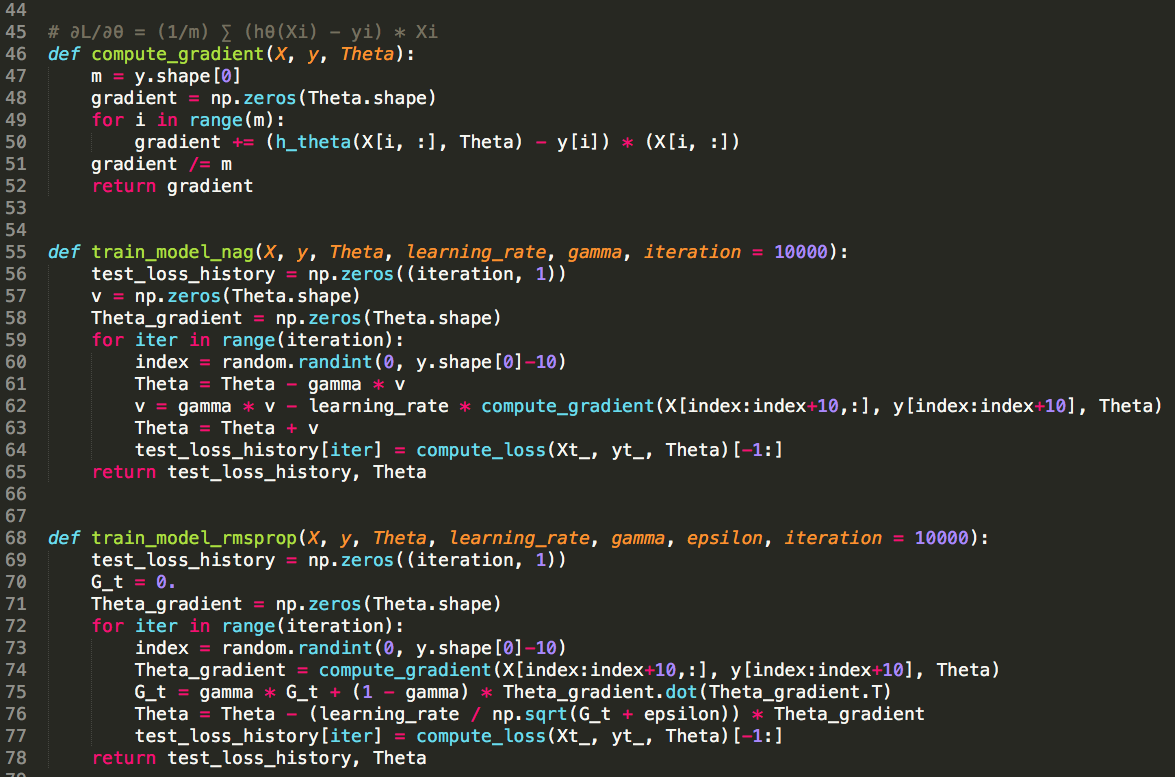 44
45 # ∂L/∂θ = (1/m) ∑ (hθ(Xi) - yi) * Xi
46 def compute_gradient(X, y, Theta):
47     m = y.shape[0]
48     gradient = np.zeros(Theta.shape)
49     for i in range(m):
50         gradient += (h_theta(X[i, :], Theta) - y[i]) * (X[i, :])
51     gradient /= m
52     return gradient
53
54
55 def train_model_nag(X, y, Theta, learning_rate, gamma, iteration = 10000):
56     test_loss_history = np.zeros((iteration, 1))
57     v = np.zeros(Theta.shape)
58     Theta_gradient = np.zeros(Theta.shape)
59     for iter in range(iteration):
60         index = random.randint(0, y.shape[0]-10)
61         Theta = Theta - gamma * v
62         v = gamma * v - learning_rate * compute_gradient(X[index:index+10,:], y[index:index+10], Theta)
63         Theta = Theta + v
64         test_loss_history[iter] = compute_loss(Xt_, yt_, Theta)[-1:]
65     return test_loss_history, Theta
66
67
68 def train_model_rmsprop(X, y, Theta, learning_rate, gamma, epsilon, iteration = 10000):
69     test_loss_history = np.zeros((iteration, 1))
70     G_t = 0.
71     Theta_gradient = np.zeros(Theta.shape)
72     for iter in range(iteration):
73         index = random.randint(0, y.shape[0]-10)
74         Theta_gradient = compute_gradient(X[index:index+10,:], y[index:index+10], Theta)
75         G_t = gamma * G_t + (1 - gamma) * Theta_gradient.dot(Theta_gradient.T)
76         Theta = Theta - (learning_rate / np.sqrt(G_t + epsilon)) * Theta_gradient
77         test_loss_history[iter] = compute_loss(Xt_, yt_, Theta)[-1:]
78     return test_loss_history, Theta